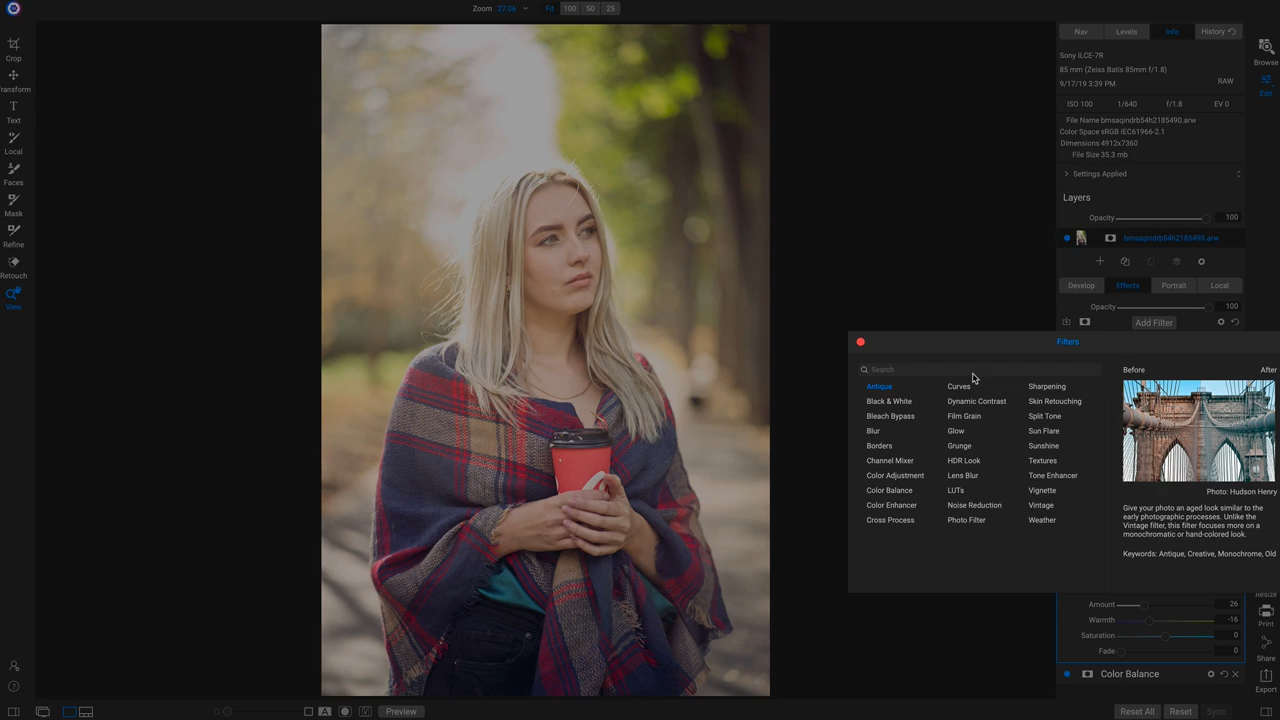 Zoom 27.06 Fit 100 50 25
Crop
ransform
Text
Local
Faces
Mask
Refine
Retouch
View
Nav Levels Info History
Sony ILCE-7R
85 mm (Zeiss Batis 85mm f/1.8)
9/17/19 3:39 PM
RAW
ISO 100 1/640 f/1.8 EV 0
File Name bmsaqindrb54h2185490.arw
Color Space sRGB IEC61966-2.1
Dimensions 4912x7360
File Size 35.3 mb
Settings Applied
Layers
Opacity 100
bmsaqindrb54h2185490.arw
Develop Effects Portrait Local
Opacity 100
Add Filter
Browse
Edit
Filters
Search
Antique
Black & White
Bleach Bypass
Blur
Borders
Channel Mixer
Color Adjustment
Color Balance
Color Enhancer
Cross Process
Curves
Dynamic Contrast
Film Grain
Glow
Grunge
HDR Look
Lens Blur
LUTs
Noise Reduction
Photo Filter
Sharpening
Skin Retouching
Split Tone
Sun Flare
Sunshine
Textures
Tone Enhancer
Vignette
Vintage
Weather
Before After
Photo: Hudson Henry
Give your photo an aged look similar to the
early photographic processes. Unlike the
Vintage filter, this filter focuses more on a
monochromatic or hand-colored look.
Keywords: Antique, Creative, Monochrome, Old
Amount 26
Warmth -16
Saturation 0
Fade 0
Color Balance
Resize
Print
Share
Export
Preview
Reset All Reset Sync